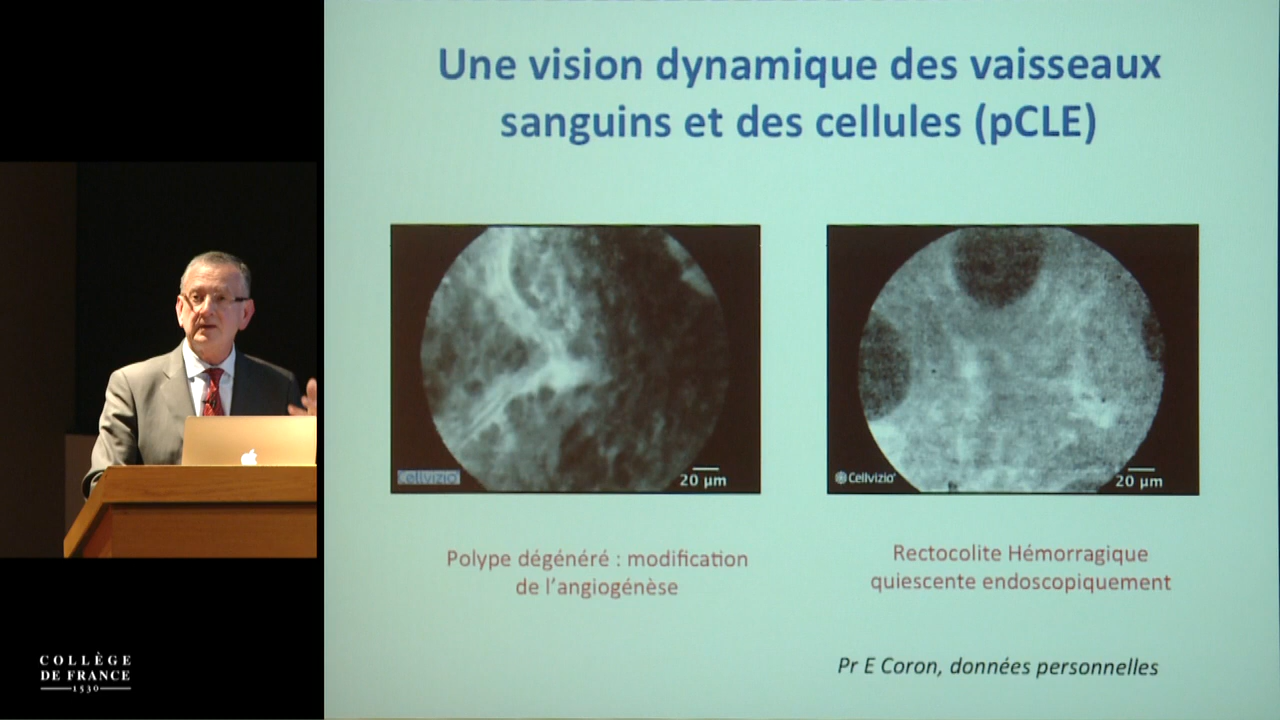 Une vision dynamique des vaisseaux
sanguins et des cellules (pCLE)
Cellvizio
20 µm
Cellvizio
20 µm
Polype dégénéré : modification
de l'angiogénèse
Rectocolite Hémorragique
quiescente endoscopiquement
Pr E Coron, données personnelles
COLLÈGE
DE FRANCE
1530